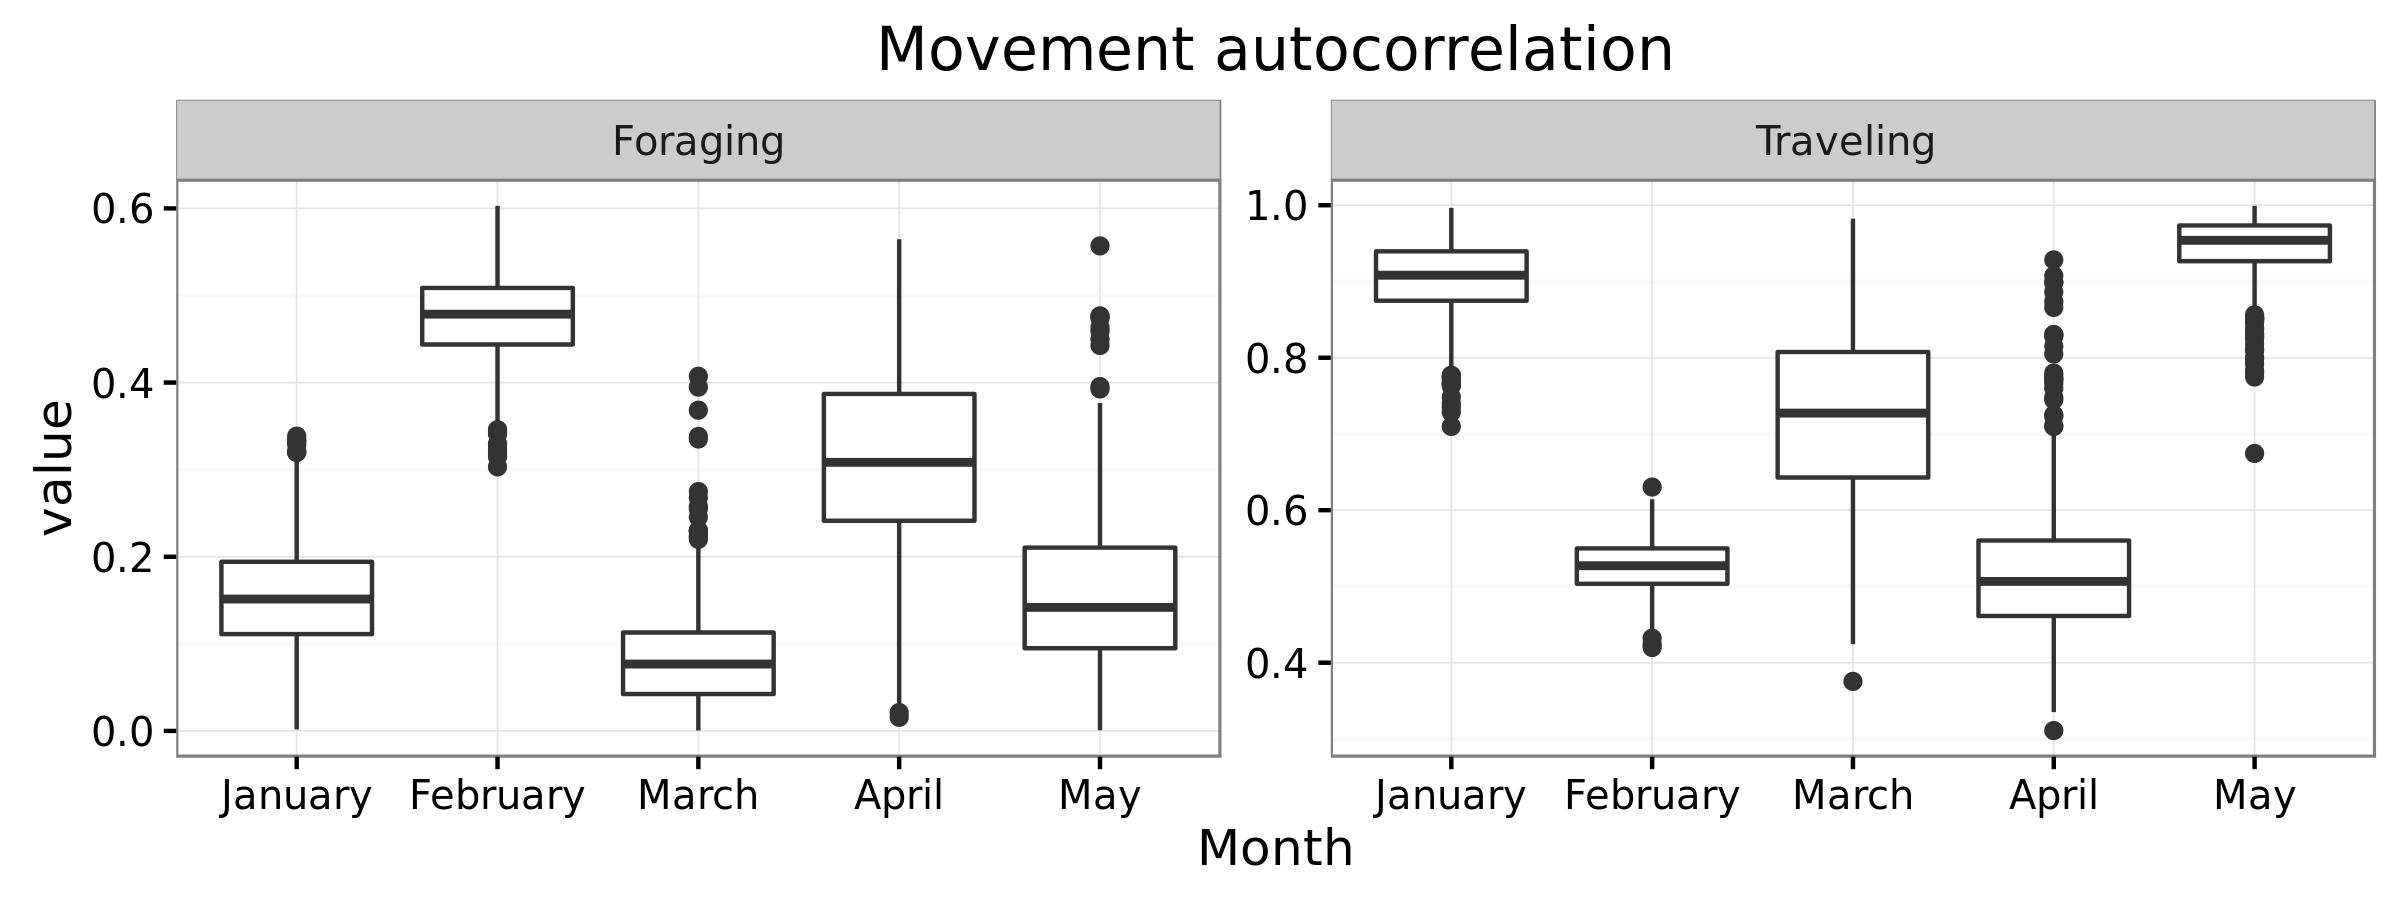 Movement autocorrelation
Foraging
Traveling
value
0.6
0.4
0.2
0.0
1.0
0.8
0.6
0.4
January February March April May
January February March April May
Month